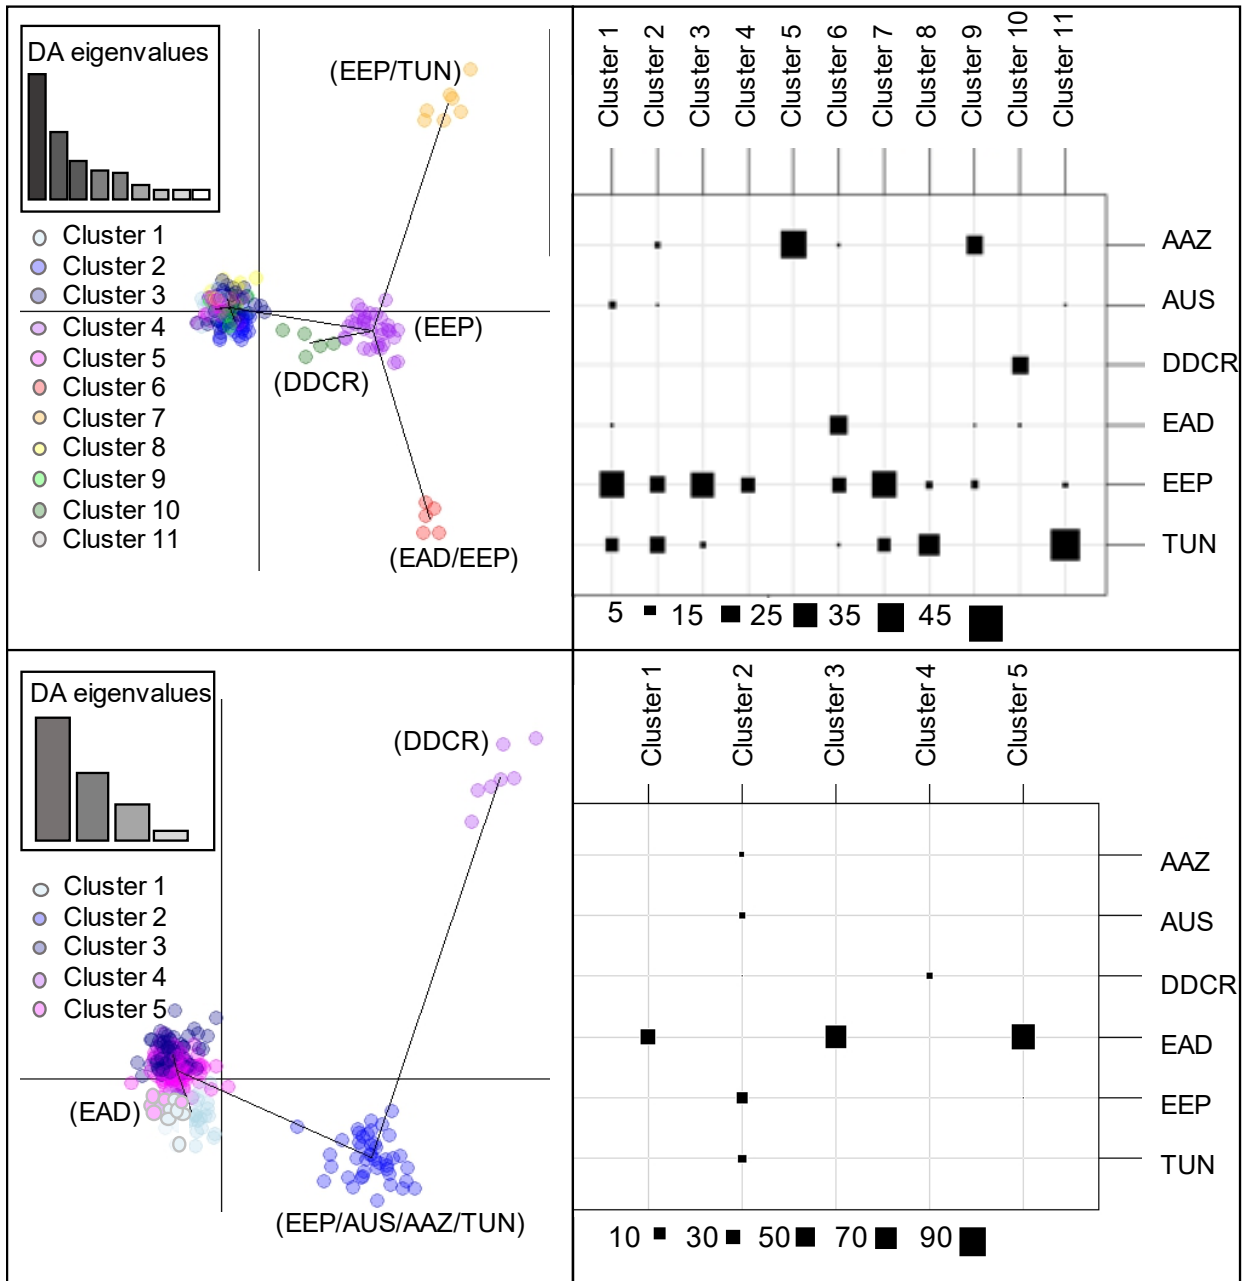 DA eigenvalues
(EEP/TUN)
Cluster 1
Cluster 2
Cluster 3
Cluster 4
Cluster 5
Cluster 6
Cluster 7
Cluster 8
Cluster 9
Cluster 10
Cluster 11
(EEP)
(DDCR)
(EAD/EEP)
Cluster 1
Cluster 2
Cluster 3
Cluster 4
Cluster 5
Cluster 6
Cluster 7
Cluster 8
Cluster 9
Cluster 10
Cluster 11
AAZ
AUS
DDCR
EAD
EEP
TUN
5 15 25 35 45
DA eigenvalues
(DDCR)
Cluster 1
Cluster 2
Cluster 3
Cluster 4
Cluster 5
(EAD)
(EEP/AUS/AAZ/TUN)
Cluster 1
Cluster 2
Cluster 3
Cluster 4
Cluster 5
AAZ
AUS
DDCR
EAD
EEP
TUN
10 30 50 70 90